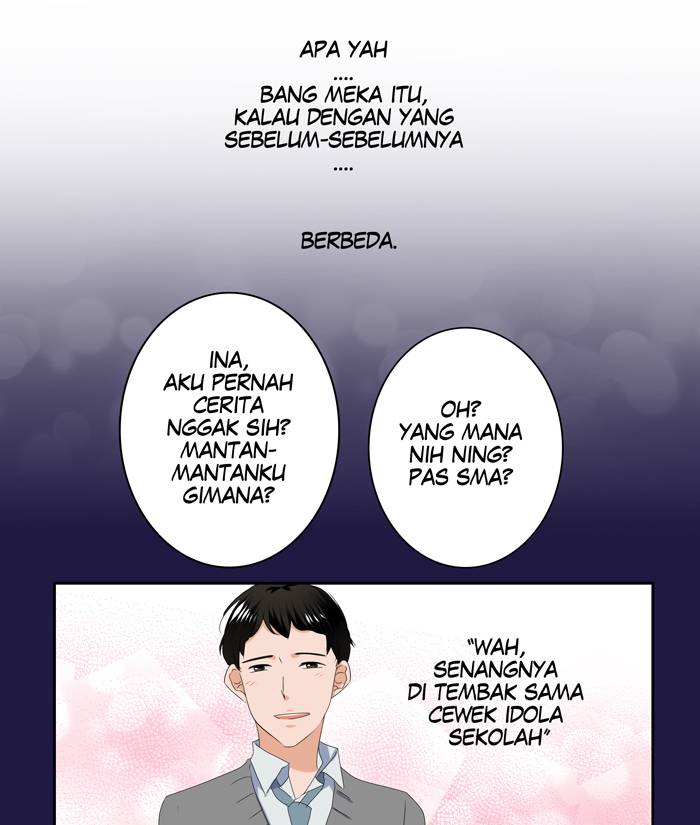 APA YAH
....
BANG MEKA ITU,
KALAU DENGAN YANG
SEBELUM-SEBELUMNYA
....
BERBEDA.
INA,
AKU PERNAH
CERITA
NGGAK SIH?
MANTAN-
MANTANKU
GIMANA?
OH?
YANG MANA
NIH NING?
PAS SMA?
"WAH,
SENANGNYA
DI TEMBAK SAMA
CEWEK IDOLA
SEKOLAH"